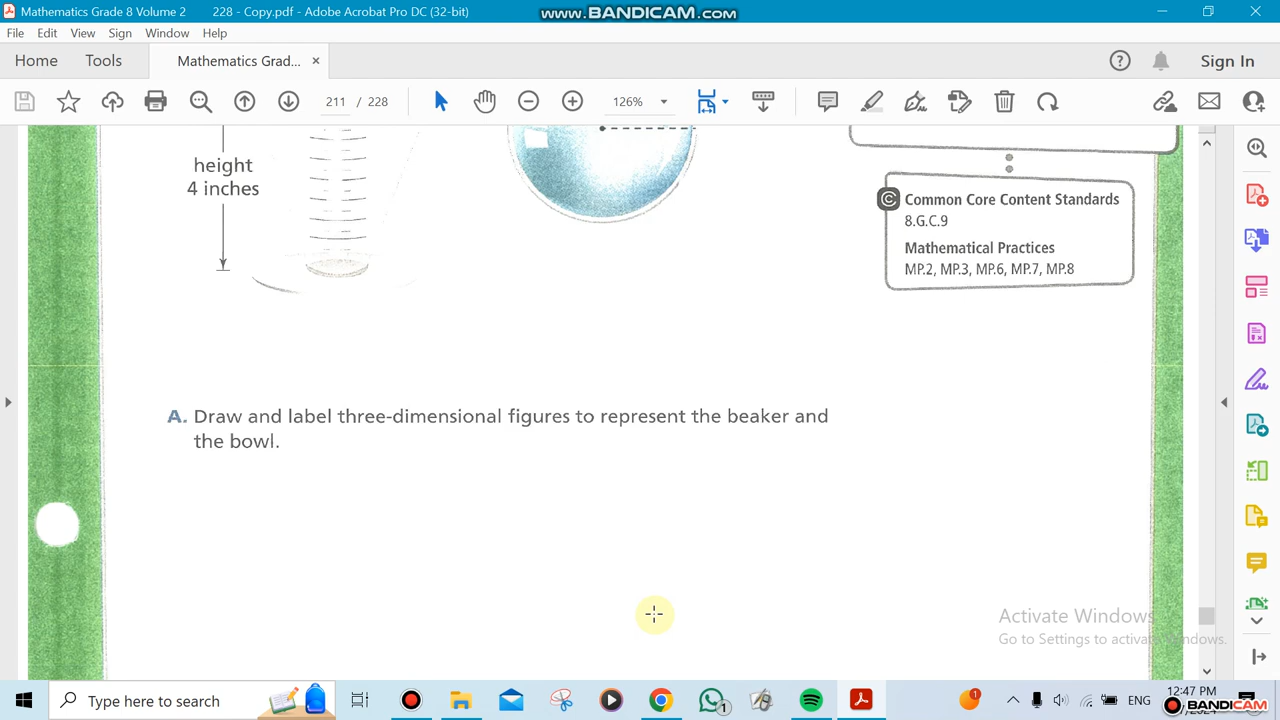 Mathematics Grade 8 Volume 2 228 - Copy.pdf - Adobe Acrobat Pro DC (32-bit)
www.BANDICAM.com
File Edit View Sign Window Help
Home Tools Mathematics Grad... × Sign In
211 / 228 126%
height
4 inches
Common Core Content Standards
8.G.C.9
Mathematical Practices
MP.2, MP.3, MP.6, MP.7, MP.8
A. Draw and label three-dimensional figures to represent the beaker and
the bowl.
Activate Windows
Go to Settings to activate Windows.
Type here to search
1
1
ENG
12:47 PM
BANDICAM